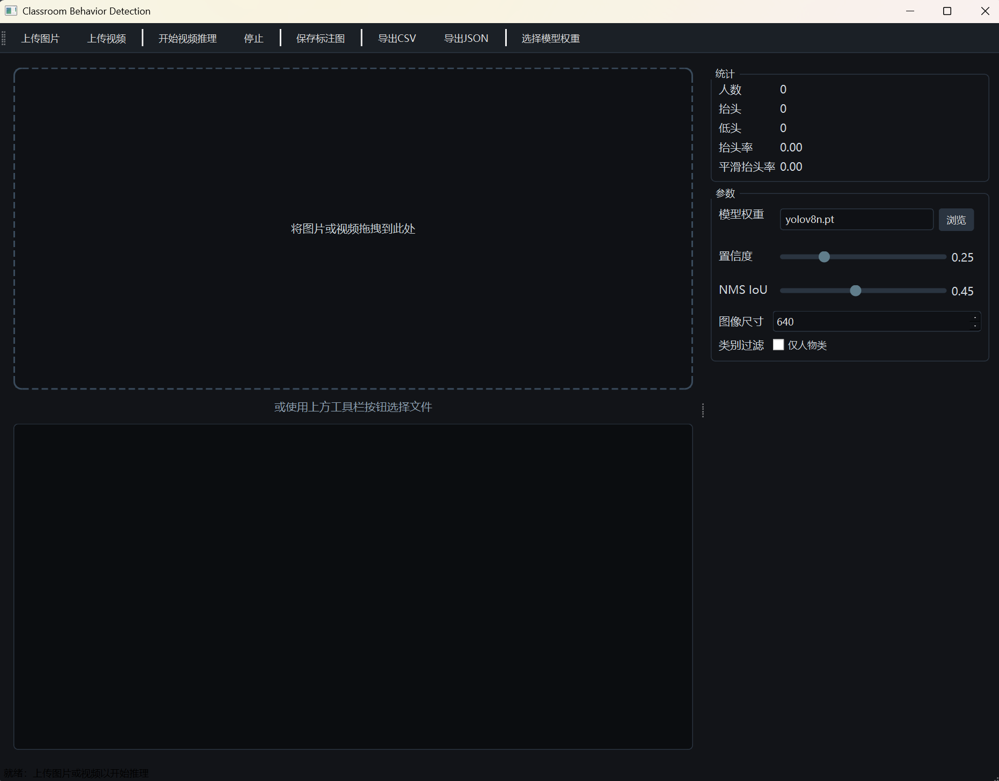 Classroom Behavior Detection
上传图片 上传视频 开始视频推理 停止 保存标注图 导出CSV 导出JSON 选择模型权重
将图片或视频拖拽到此处
或使用上方工具栏按钮选择文件
统计
人数 0
抬头 0
低头 0
抬头率 0.00
平滑抬头率 0.00
参数
模型权重 yolov8n.pt 浏览
置信度 0.25
NMS IoU 0.45
图像尺寸 640
类别过滤 仅人物类
就绪：上传图片或视频以开始推理